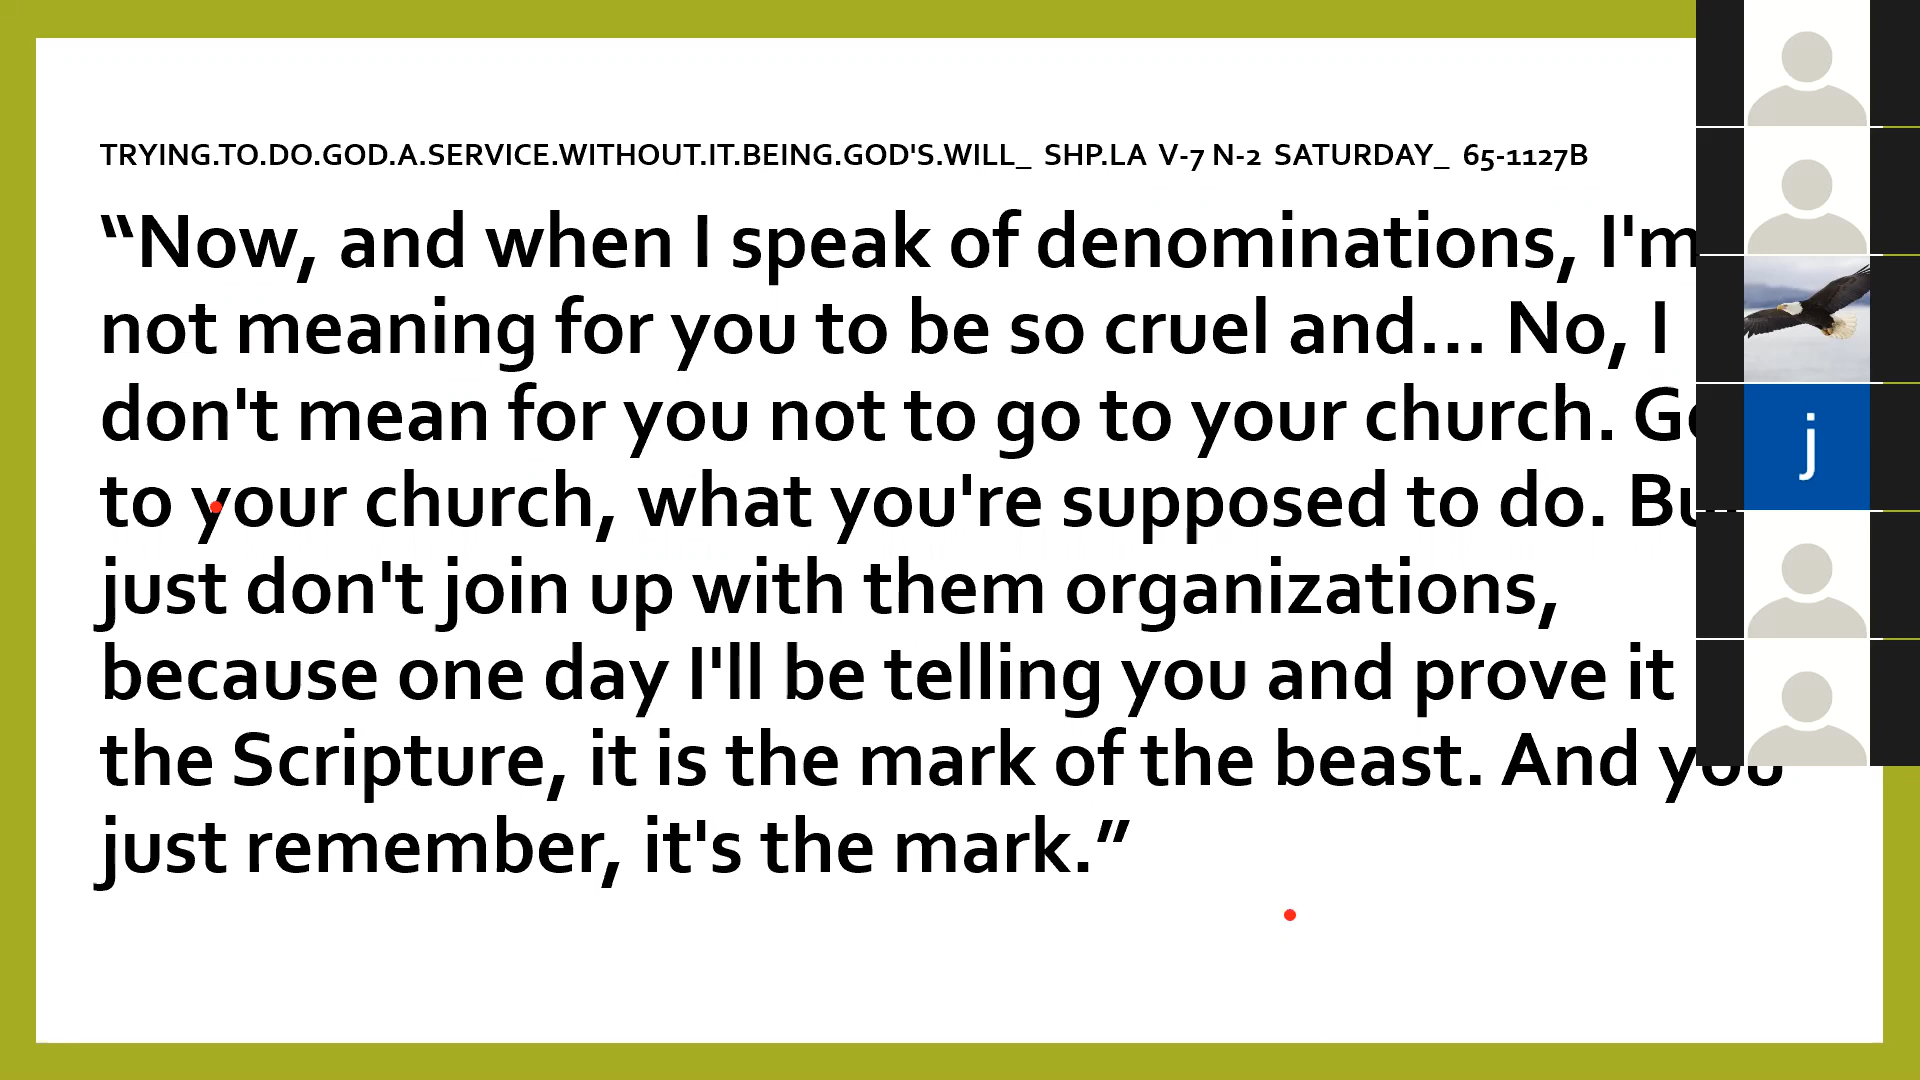 TRYING.TO.DO.GOD.A.SERVICE.WITHOUT.IT.BEING.GOD'S.WILL_ SHP.LA V-7 N-2 SATURDAY_ 65-1127B
“Now, and when I speak of denominations, I'm
not meaning for you to be so cruel and... No, I
don't mean for you not to go to your church. Go
to your church, what you're supposed to do. But
just don't join up with them organizations,
because one day I'll be telling you and prove it
the Scripture, it is the mark of the beast. And you
just remember, it's the mark.”
j